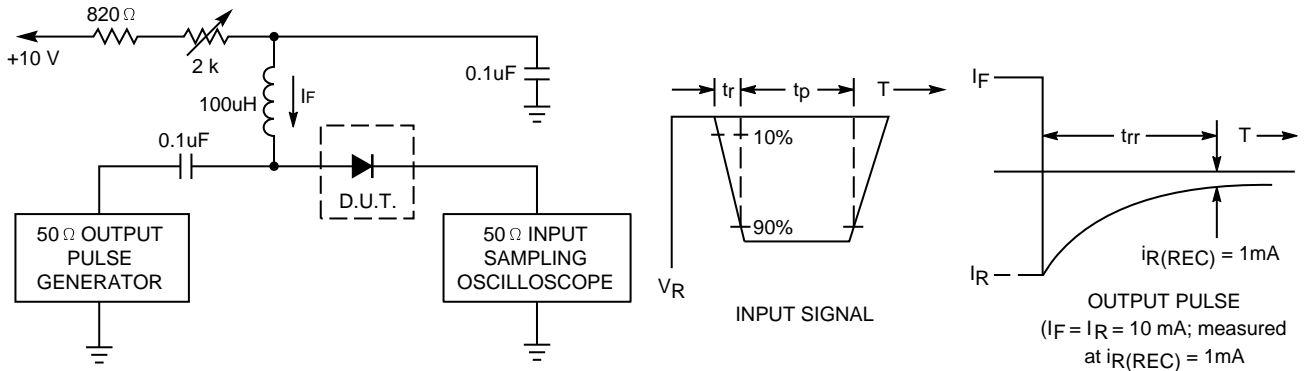 820 Ω
+10 V
2 k
100uH
IF
0.1uF
0.1uF
D.U.T.
50 Ω OUTPUT
PULSE
GENERATOR
50 Ω INPUT
SAMPLING
OSCILLOSCOPE
tr
tp
T
10%
90%
VR
INPUT SIGNAL
IF
trr
T
IR
iR(REC) = 1mA
OUTPUT PULSE
(IF = IR = 10 mA; measured
at iR(REC) = 1mA